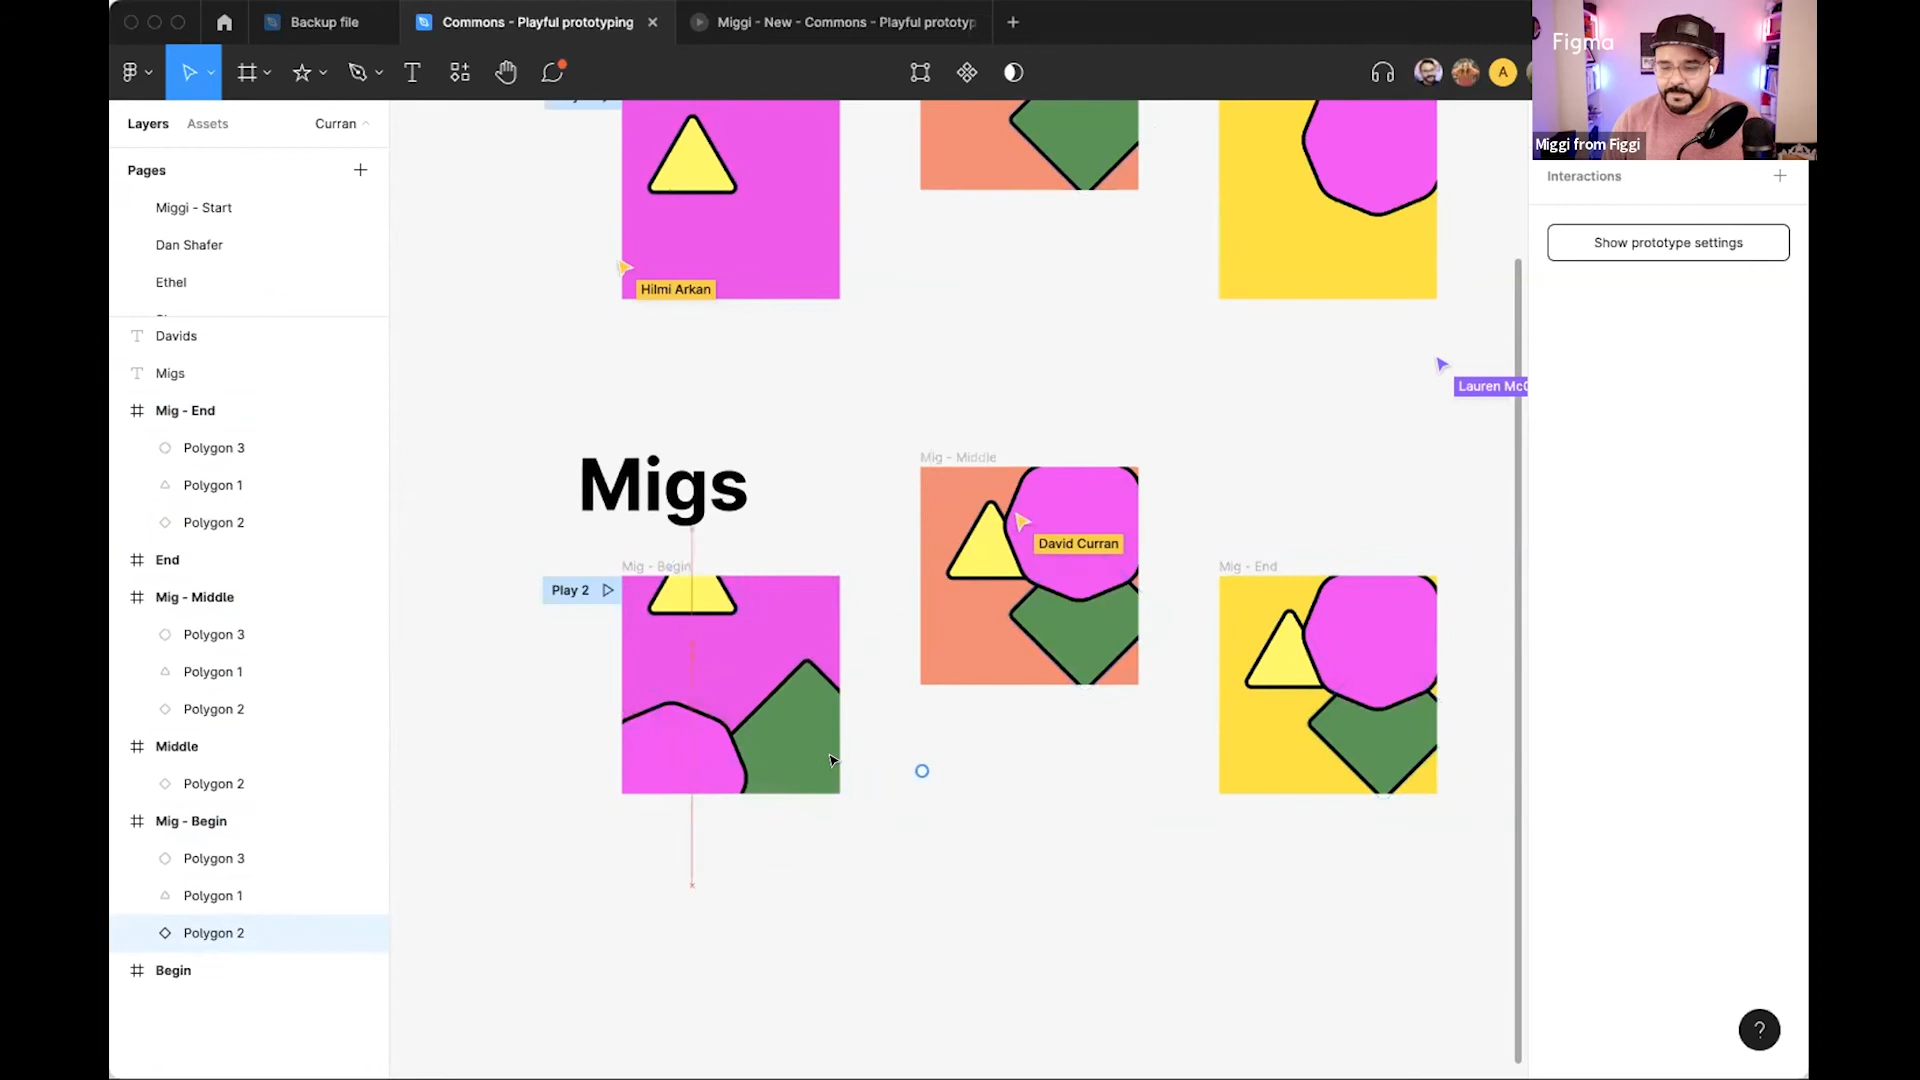 Backup file
Commons - Playful prototyping
Miggi - New - Commons - Playful prototyp
Figma
Miggi from Figgi
A
Layers
Assets
Curran
Pages
Miggi - Start
Dan Shafer
Ethel
Davids
Migs
Mig - End
Polygon 3
Polygon 1
Polygon 2
End
Mig - Middle
Polygon 3
Polygon 1
Polygon 2
Middle
Polygon 2
Mig - Begin
Polygon 3
Polygon 1
Polygon 2
Begin
Hilmi Arkan
Lauren McC
Migs
Mig - Middle
David Curran
Mig - Begin
Play 2
Mig - End
Interactions
Show prototype settings
?